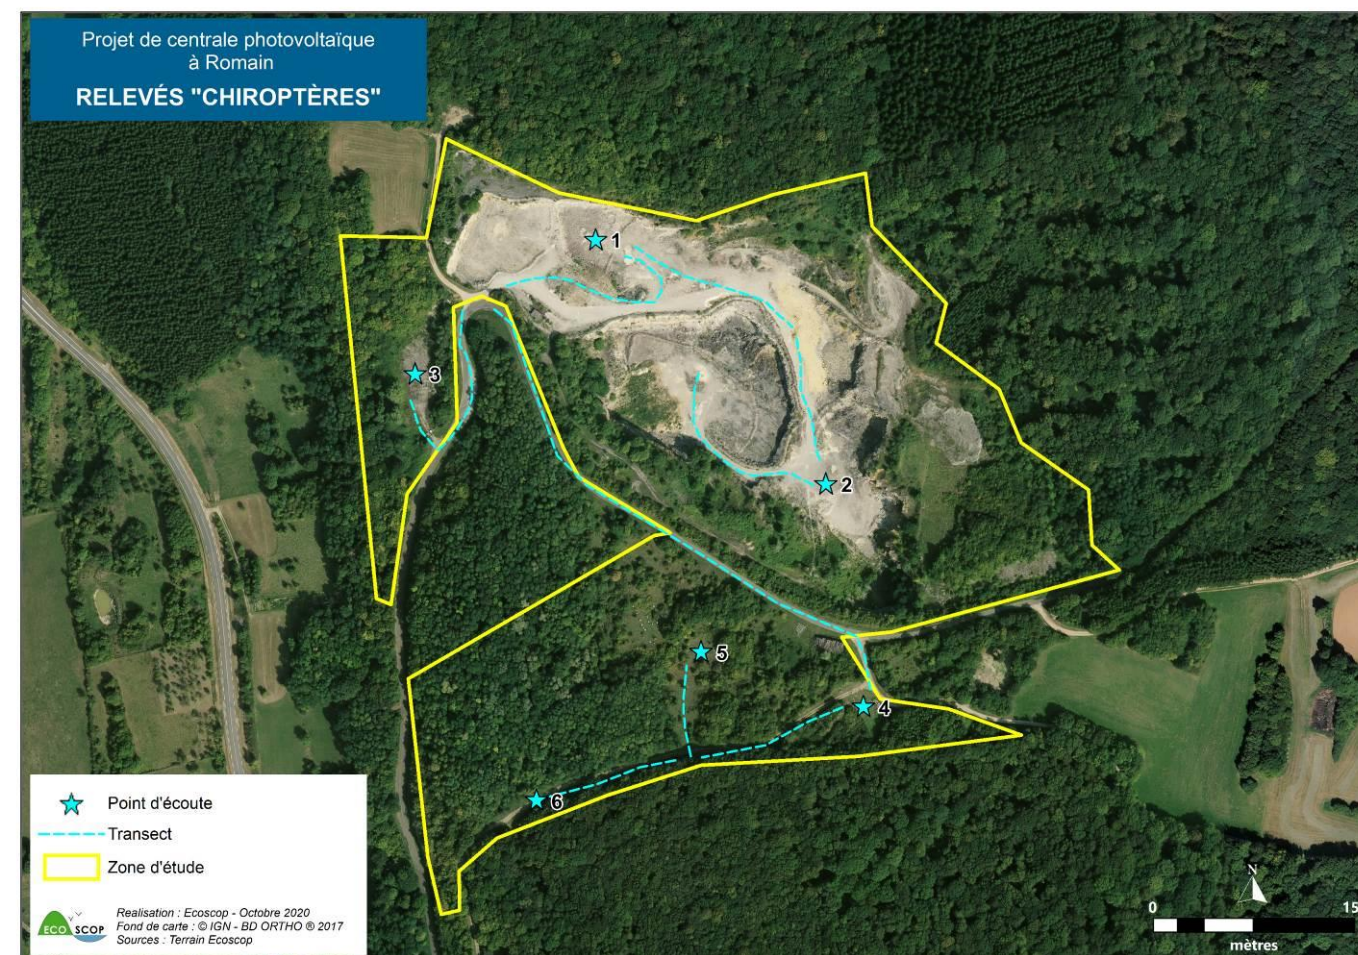 Projet de centrale photovoltaïque
à Romain
RELEVÉS "CHIROPTÈRES"
1
3
2
5
4
6
Point d'écoute
Transect
Zone d'étude
ECO SCOP
Realisation : Ecoscop - Octobre 2020
Fond de carte : © IGN - BD ORTHO ® 2017
Sources : Terrain Ecoscop
N
0 15
mètres